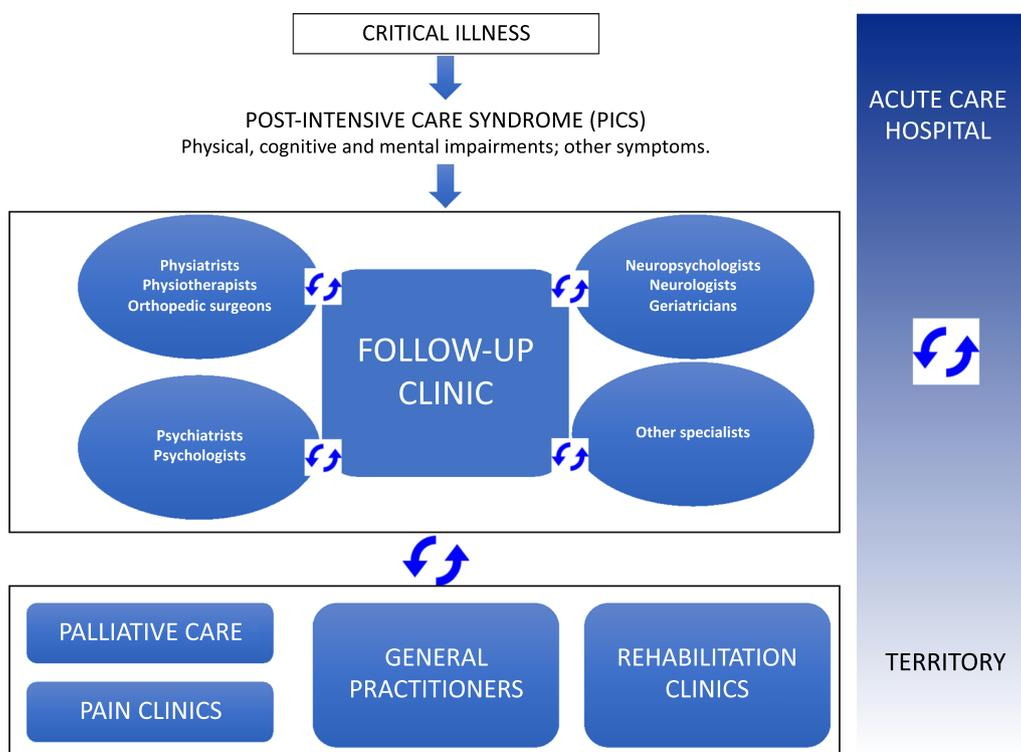 CRITICAL ILLNESS
POST-INTENSIVE CARE SYNDROME (PICS)
Physical, cognitive and mental impairments; other symptoms.
Physiatrists
Physiotherapists
Orthopedic surgeons
Neuropsychologists
Neurologists
Geriatricians
FOLLOW-UP
CLINIC
Psychiatrists
Psychologists
Other specialists
PALLIATIVE CARE
PAIN CLINICS
GENERAL
PRACTITIONERS
REHABILITATION
CLINICS
ACUTE CARE
HOSPITAL
TERRITORY